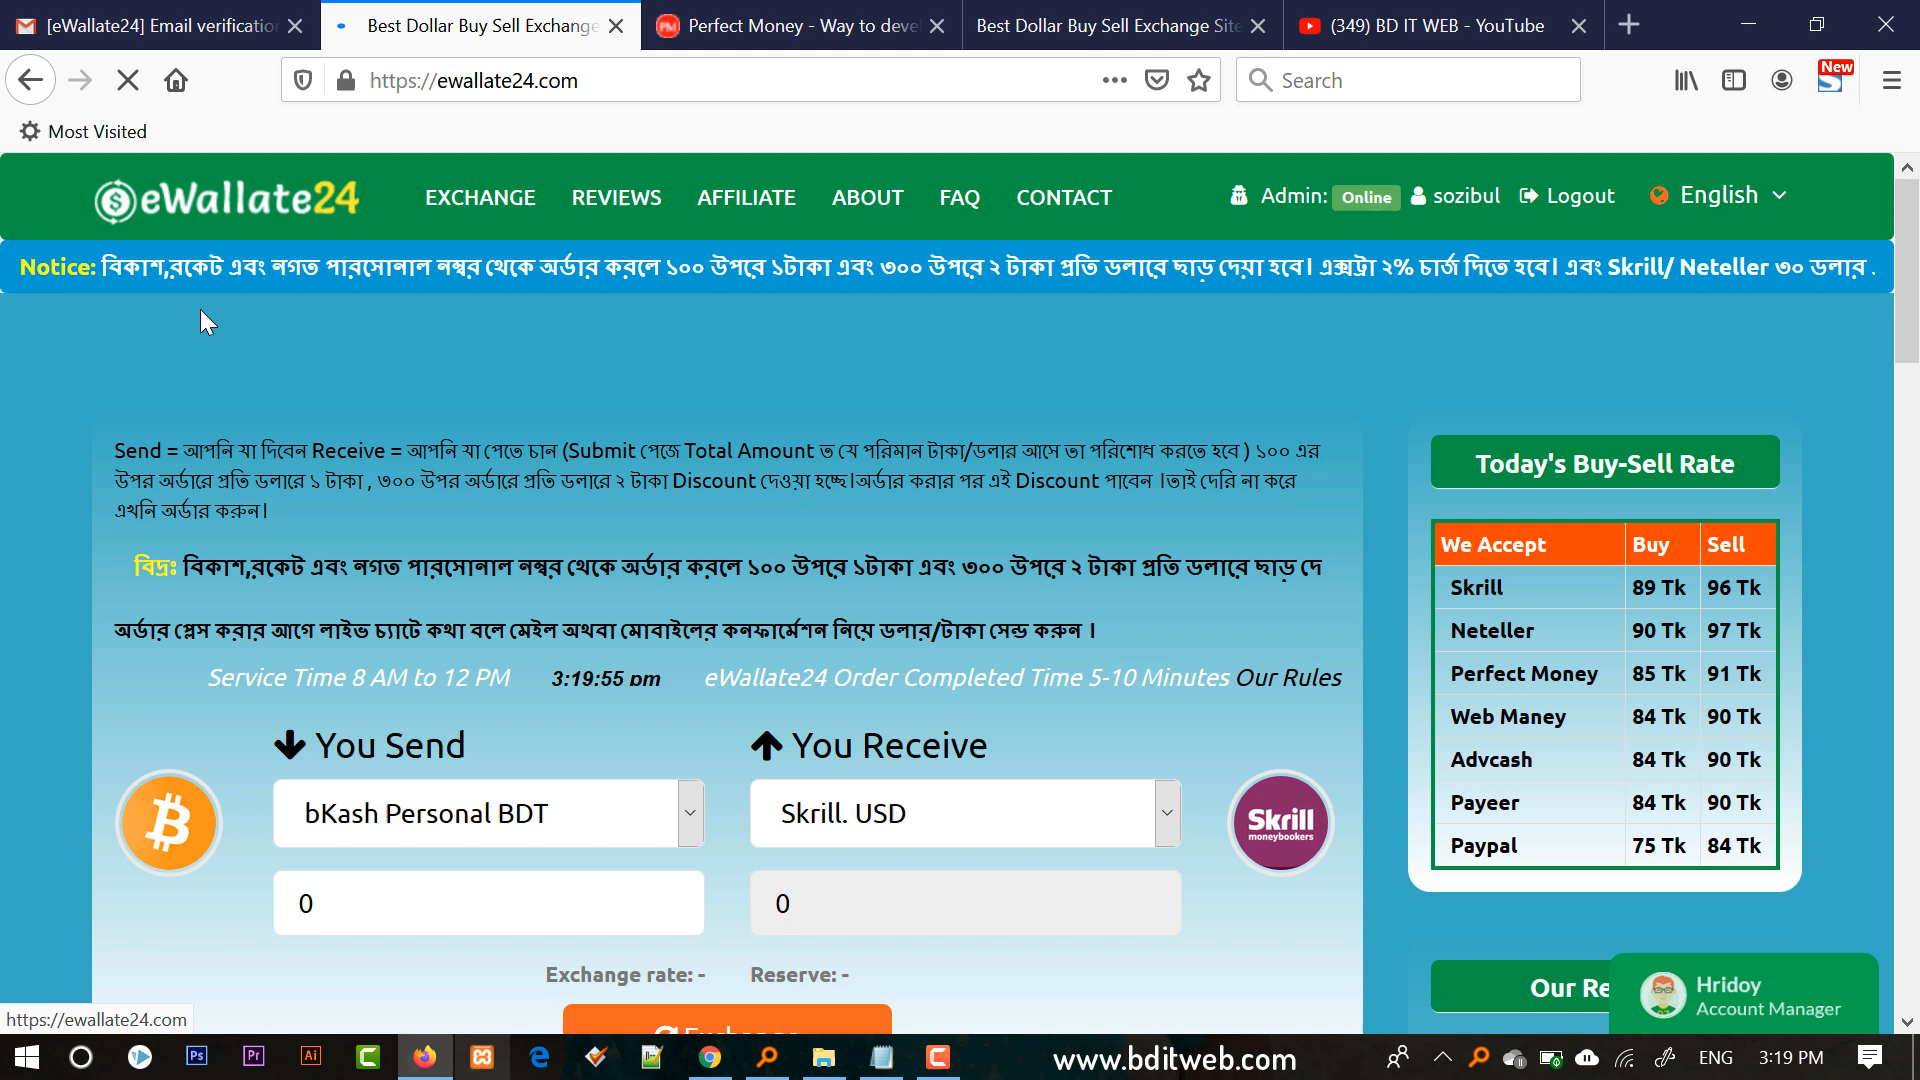 [eWallate24] Email verificatio
Best Dollar Buy Sell Exchange
Perfect Money - Way to deve
Best Dollar Buy Sell Exchange Site
(349) BD IT WEB - YouTube
https://ewallate24.com
Search
New
Most Visited
eWallate24
EXCHANGE REVIEWS AFFILIATE ABOUT FAQ CONTACT
Admin: Online sozibul Logout English
Notice: বিকাশ,রকেট এবং নগত পারসোনাল নম্বর থেকে অর্ডার করলে ১০০ উপরে ১টাকা এবং ৩০০ উপরে ২ টাকা প্রতি ডলারে ছাড় দেয়া হবে। এক্সট্রা ২% চার্জ দিতে হবে। এবং Skrill/ Neteller ৩০ ডলার
Send = আপনি যা দিবেন Receive = আপনি যা পেতে চান (Submit পেজে Total Amount ত যে পরিমান টাকা/ডলার আসে তা পরিশোধ করতে হবে ) ১০০ এর
উপর অর্ডারে প্রতি ডলারে ১ টাকা , ৩০০ উপর অর্ডারে প্রতি ডলারে ২ টাকা Discount দেওয়া হচ্ছে।অর্ডার করার পর এই Discount পাবেন ।তাই দেরি না করে
এখনি অর্ডার করুন।
বিদ্রঃ বিকাশ,রকেট এবং নগত পারসোনাল নম্বর থেকে অর্ডার করলে ১০০ উপরে ১টাকা এবং ৩০০ উপরে ২ টাকা প্রতি ডলারে ছাড় দে
অর্ডার প্লেস করার আগে লাইভ চ্যাটে কথা বলে মেইল অথবা মোবাইলের কনফার্মেশন নিয়ে ডলার/টাকা সেন্ড করুন ।
Service Time 8 AM to 12 PM 3:19:55 pm eWallate24 Order Completed Time 5-10 Minutes Our Rules
You Send You Receive
bKash Personal BDT Skrill. USD
Skrill
moneybookers
0 0
Exchange rate: - Reserve: -
Exchange
Today's Buy-Sell Rate
We Accept Buy Sell
Skrill 89 Tk 96 Tk
Neteller 90 Tk 97 Tk
Perfect Money 85 Tk 91 Tk
Web Maney 84 Tk 90 Tk
Advcash 84 Tk 90 Tk
Payeer 84 Tk 90 Tk
Paypal 75 Tk 84 Tk
Our Re
Hridoy
Account Manager
https://ewallate24.com
www.bditweb.com
ENG 3:19 PM